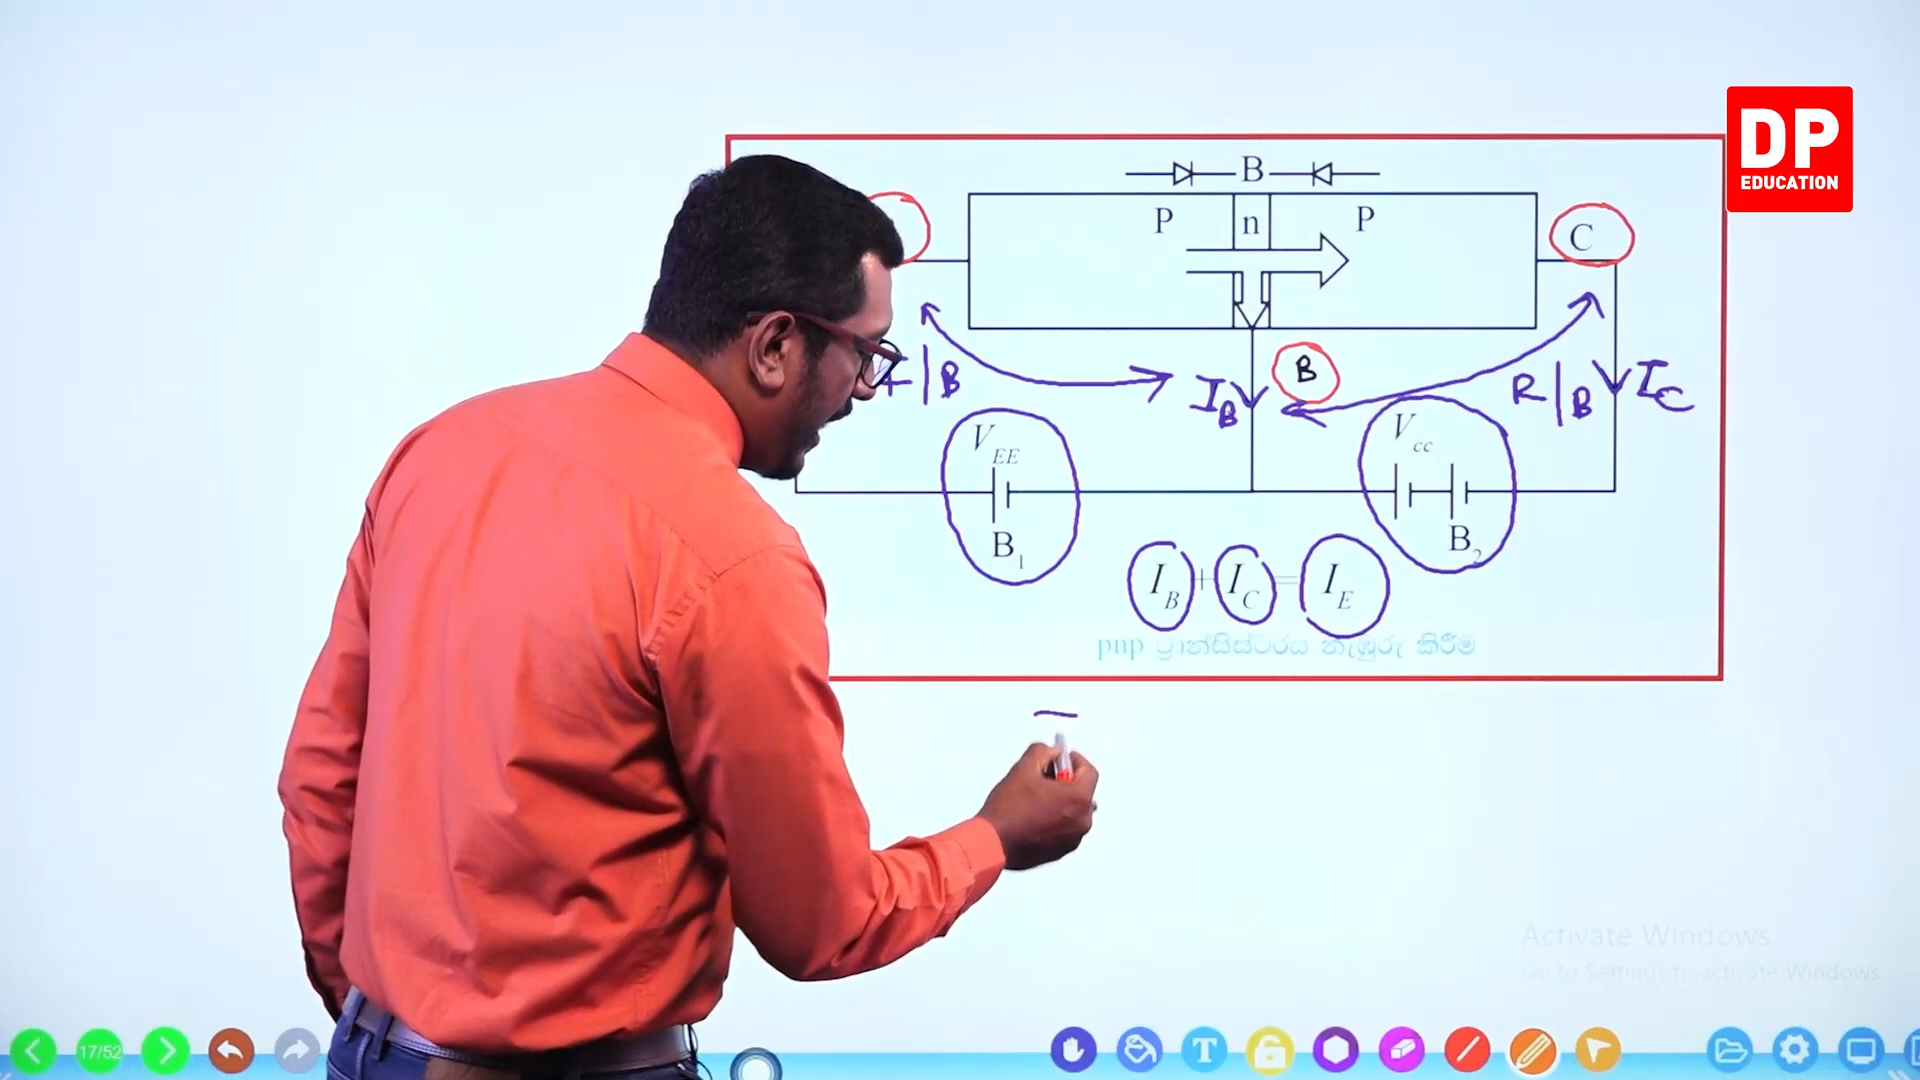 DP
EDUCATION
B
P n P
C
B
F|B
I_B
R|B
I_C
V_EE
V_cc
B_1
B_2
I_B + I_C = I_E
pnp ට්‍රාන්සිස්ටරය නැඹුරු කිරීම
Activate Windows
Go to Settings to activate Windows.
17/52
T